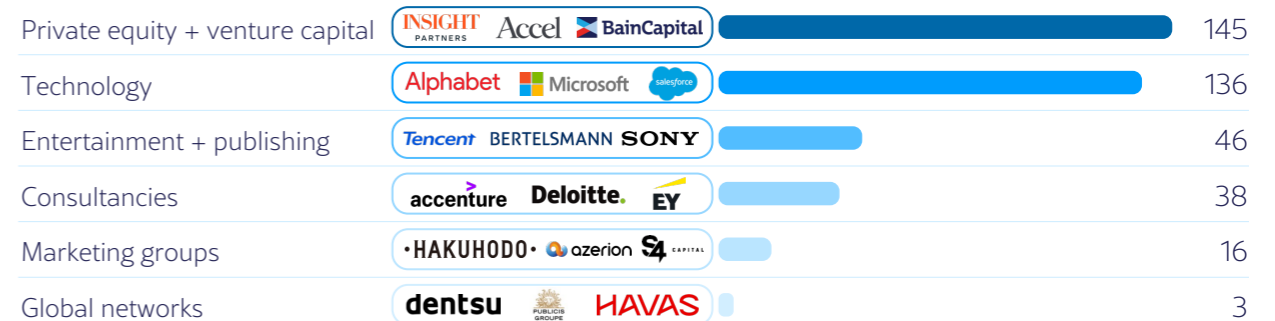 Private equity + venture capital INSIGHT PARTNERS Accel BainCapital 145
Technology Alphabet Microsoft salesforce 136
Entertainment + publishing Tencent BERTELSMANN SONY 46
Consultancies accenture Deloitte. EY 38
Marketing groups •HAKUHODO• azerion S4 CAPITAL 16
Global networks dentsu PUBLICIS GROUPE HAVAS 3